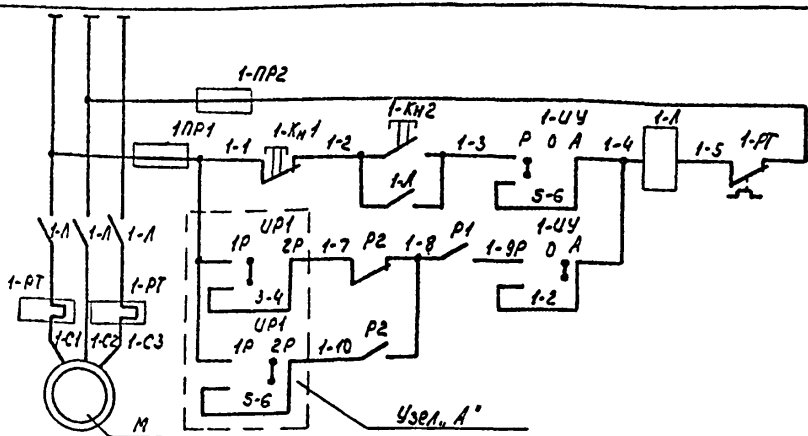 1-ПР2
1ПР1
1-1
1-Кн1
1-2
1-Кн2
1-Л
1-3
1-ИУ
Р О А
5-6
1-4
1-Л
1-5
1-РТ
1-Л
1-Л
1-Л
1-РТ
1-РТ
1-С1
1-С2
1-С3
М
ИР1
1Р
2Р
3-4
1-7
Р2
1-8
Р1
1-9
1-ИУ
Р О А
1-2
ИР1
1Р
2Р
5-6
1-10
Р2
Узел „А"